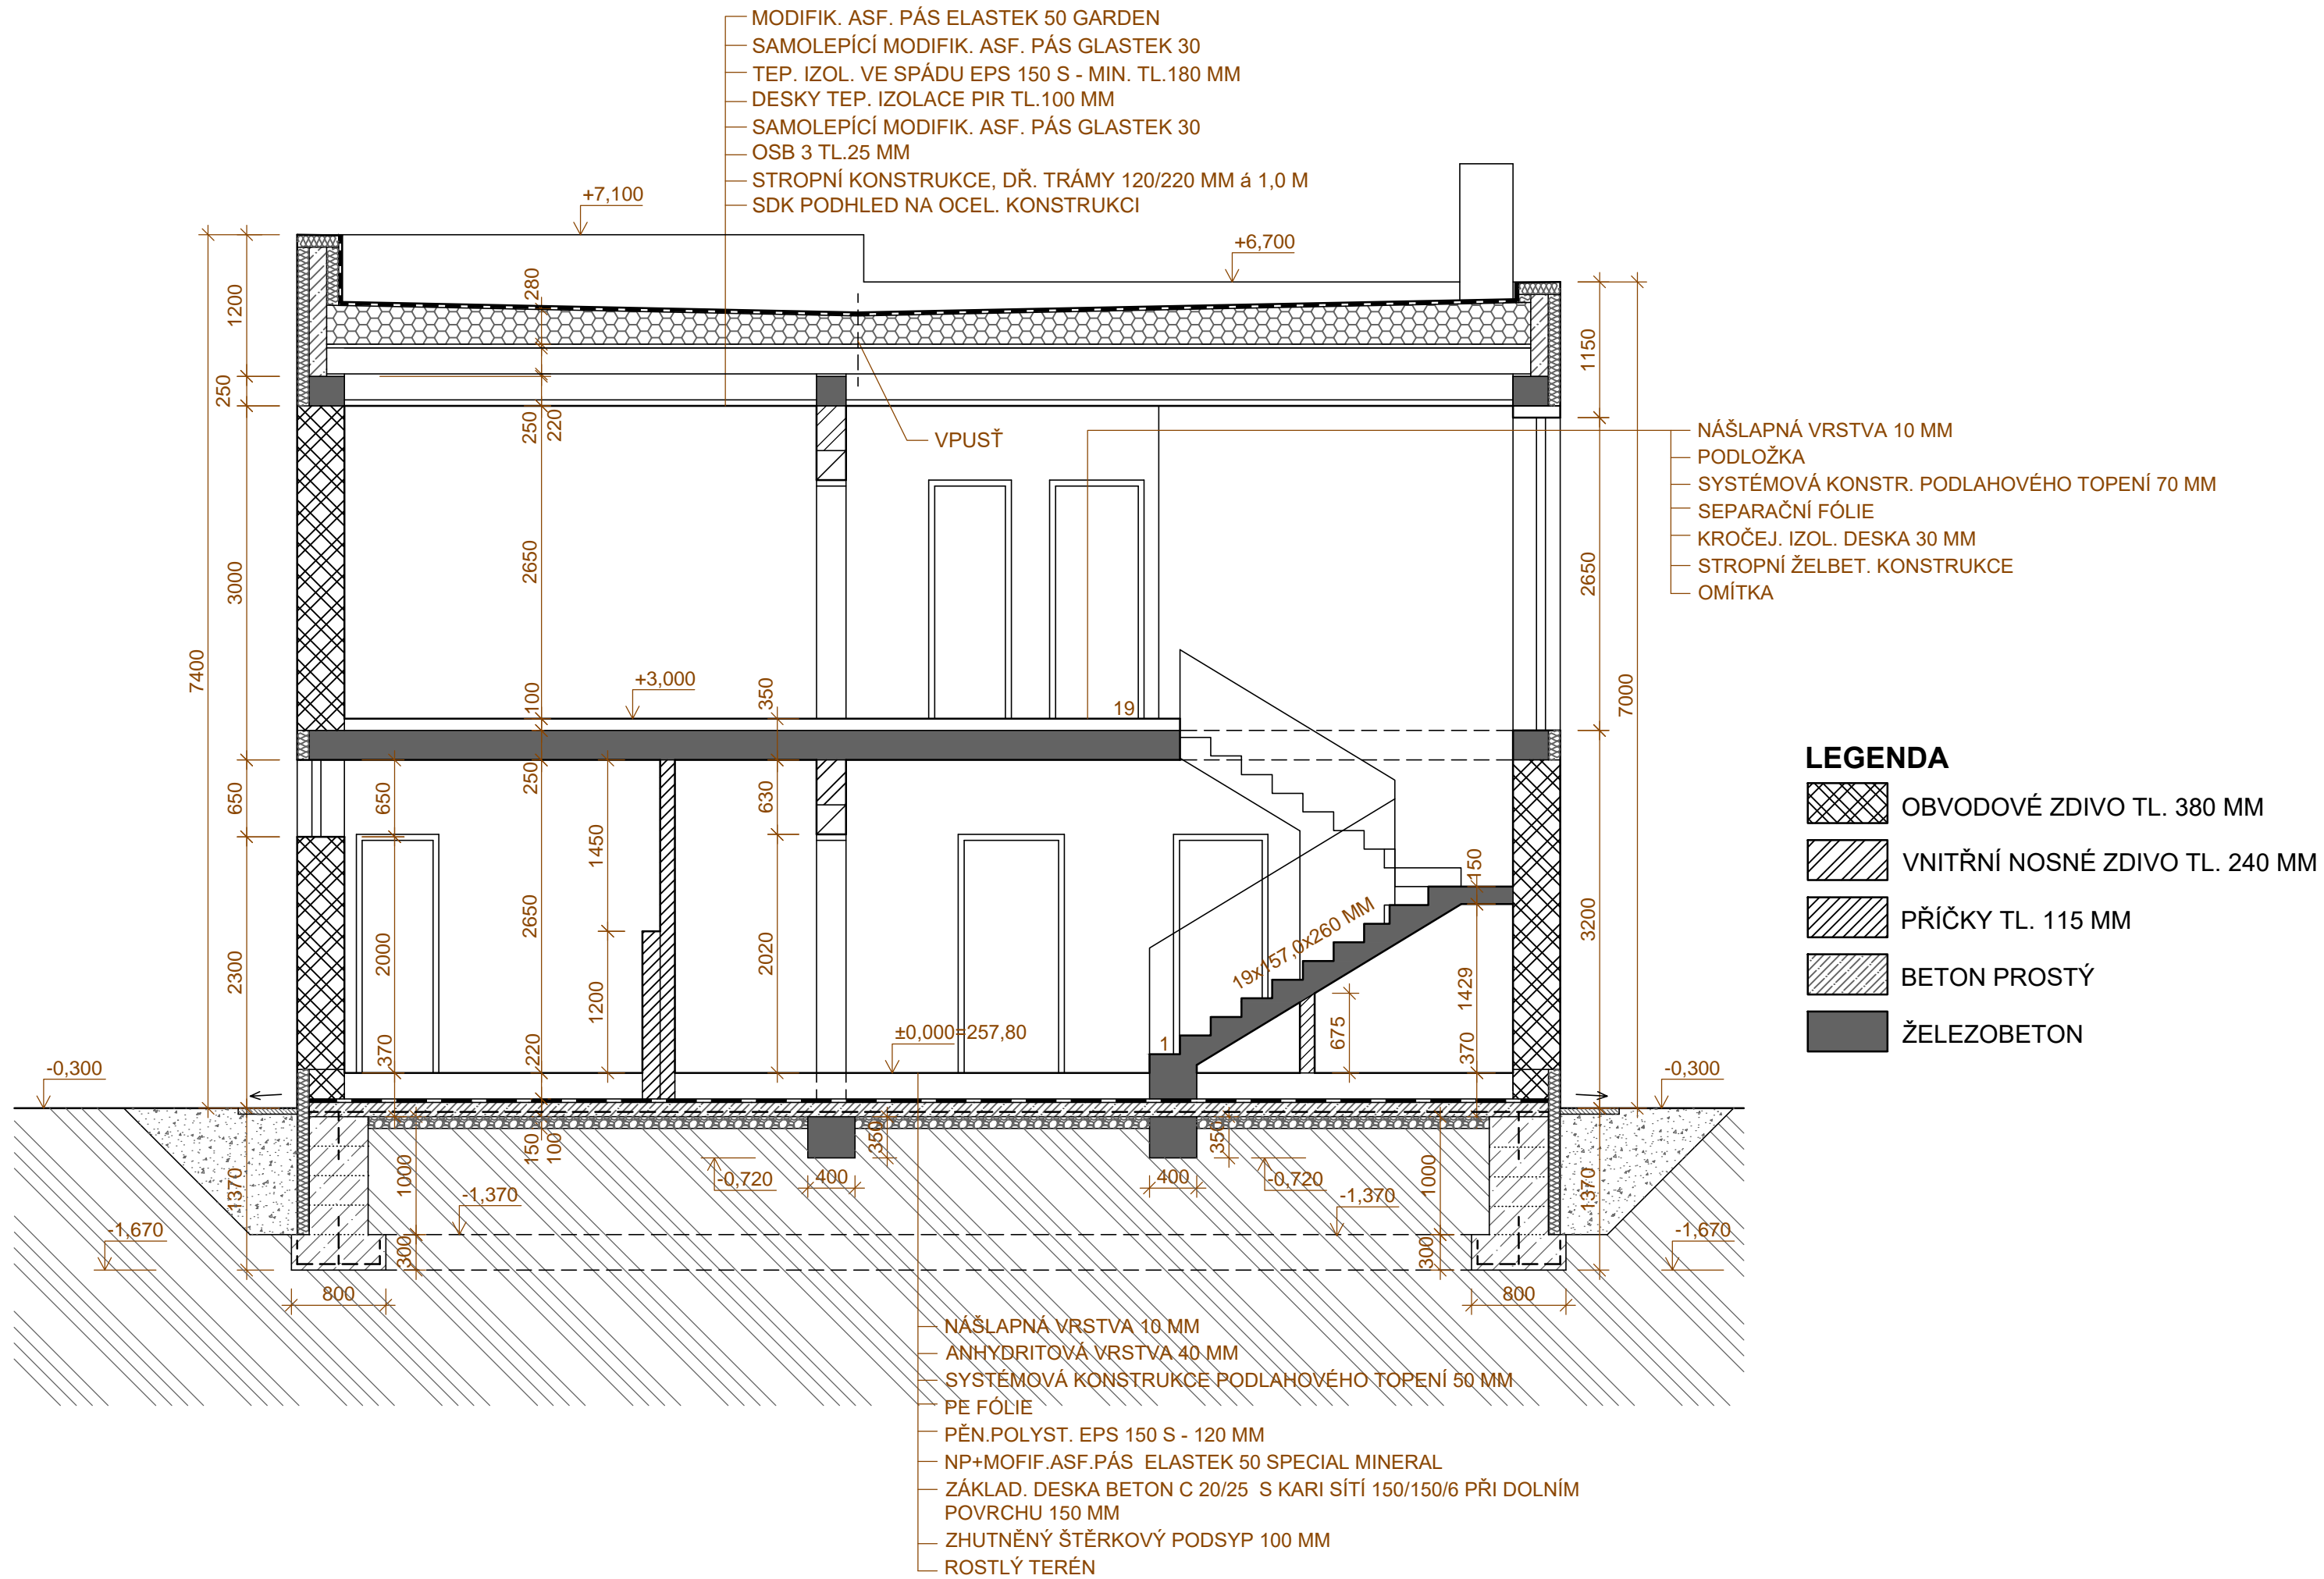 MODIFIK. ASF. PÁS ELASTEK 50 GARDEN
SAMOLEPÍCÍ MODIFIK. ASF. PÁS GLASTEK 30
TEP. IZOL. VE SPÁDU EPS 150 S - MIN. TL.180 MM
DESKY TEP. IZOLACE PIR TL.100 MM
SAMOLEPÍCÍ MODIFIK. ASF. PÁS GLASTEK 30
OSB 3 TL.25 MM
STROPNÍ KONSTRUKCE, DŘ. TRÁMY 120/220 MM á 1,0 M
SDK PODHLED NA OCEL. KONSTRUKCI
+7,100
+6,700
280
1200
1150
250
250
220
VPUSŤ
NÁŠLAPNÁ VRSTVA 10 MM
PODLOŽKA
SYSTÉMOVÁ KONSTR. PODLAHOVÉHO TOPENÍ 70 MM
SEPARAČNÍ FÓLIE
KROČEJ. IZOL. DESKA 30 MM
STROPNÍ ŽELBET. KONSTRUKCE
OMÍTKA
3000
2650
2650
7400
+3,000
100
350
19
7000
LEGENDA
OBVODOVÉ ZDIVO TL. 380 MM
VNITŘNÍ NOSNÉ ZDIVO TL. 240 MM
PŘÍČKY TL. 115 MM
BETON PROSTÝ
ŽELEZOBETON
250
650
650
630
1450
150
2650
3200
2000
2020
2300
1200
19x157,0x260 MM
1429
675
370
220
±0,000=257,80
1
370
-0,300
-0,300
150
100
350
350
1370
1000
-1,370
-0,720
400
400
-0,720
-1,370
1000
1370
-1,670
300
300
-1,670
800
800
NÁŠLAPNÁ VRSTVA 10 MM
ANHYDRITOVÁ VRSTVA 40 MM
SYSTÉMOVÁ KONSTRUKCE PODLAHOVÉHO TOPENÍ 50 MM
PE FÓLIE
PĚN.POLYST. EPS 150 S - 120 MM
NP+MOFIF.ASF.PÁS ELASTEK 50 SPECIAL MINERAL
ZÁKLAD. DESKA BETON C 20/25 S KARI SÍTÍ 150/150/6 PŘI DOLNÍM
POVRCHU 150 MM
ZHUTNĚNÝ ŠTĚRKOVÝ PODSYP 100 MM
ROSTLÝ TERÉN